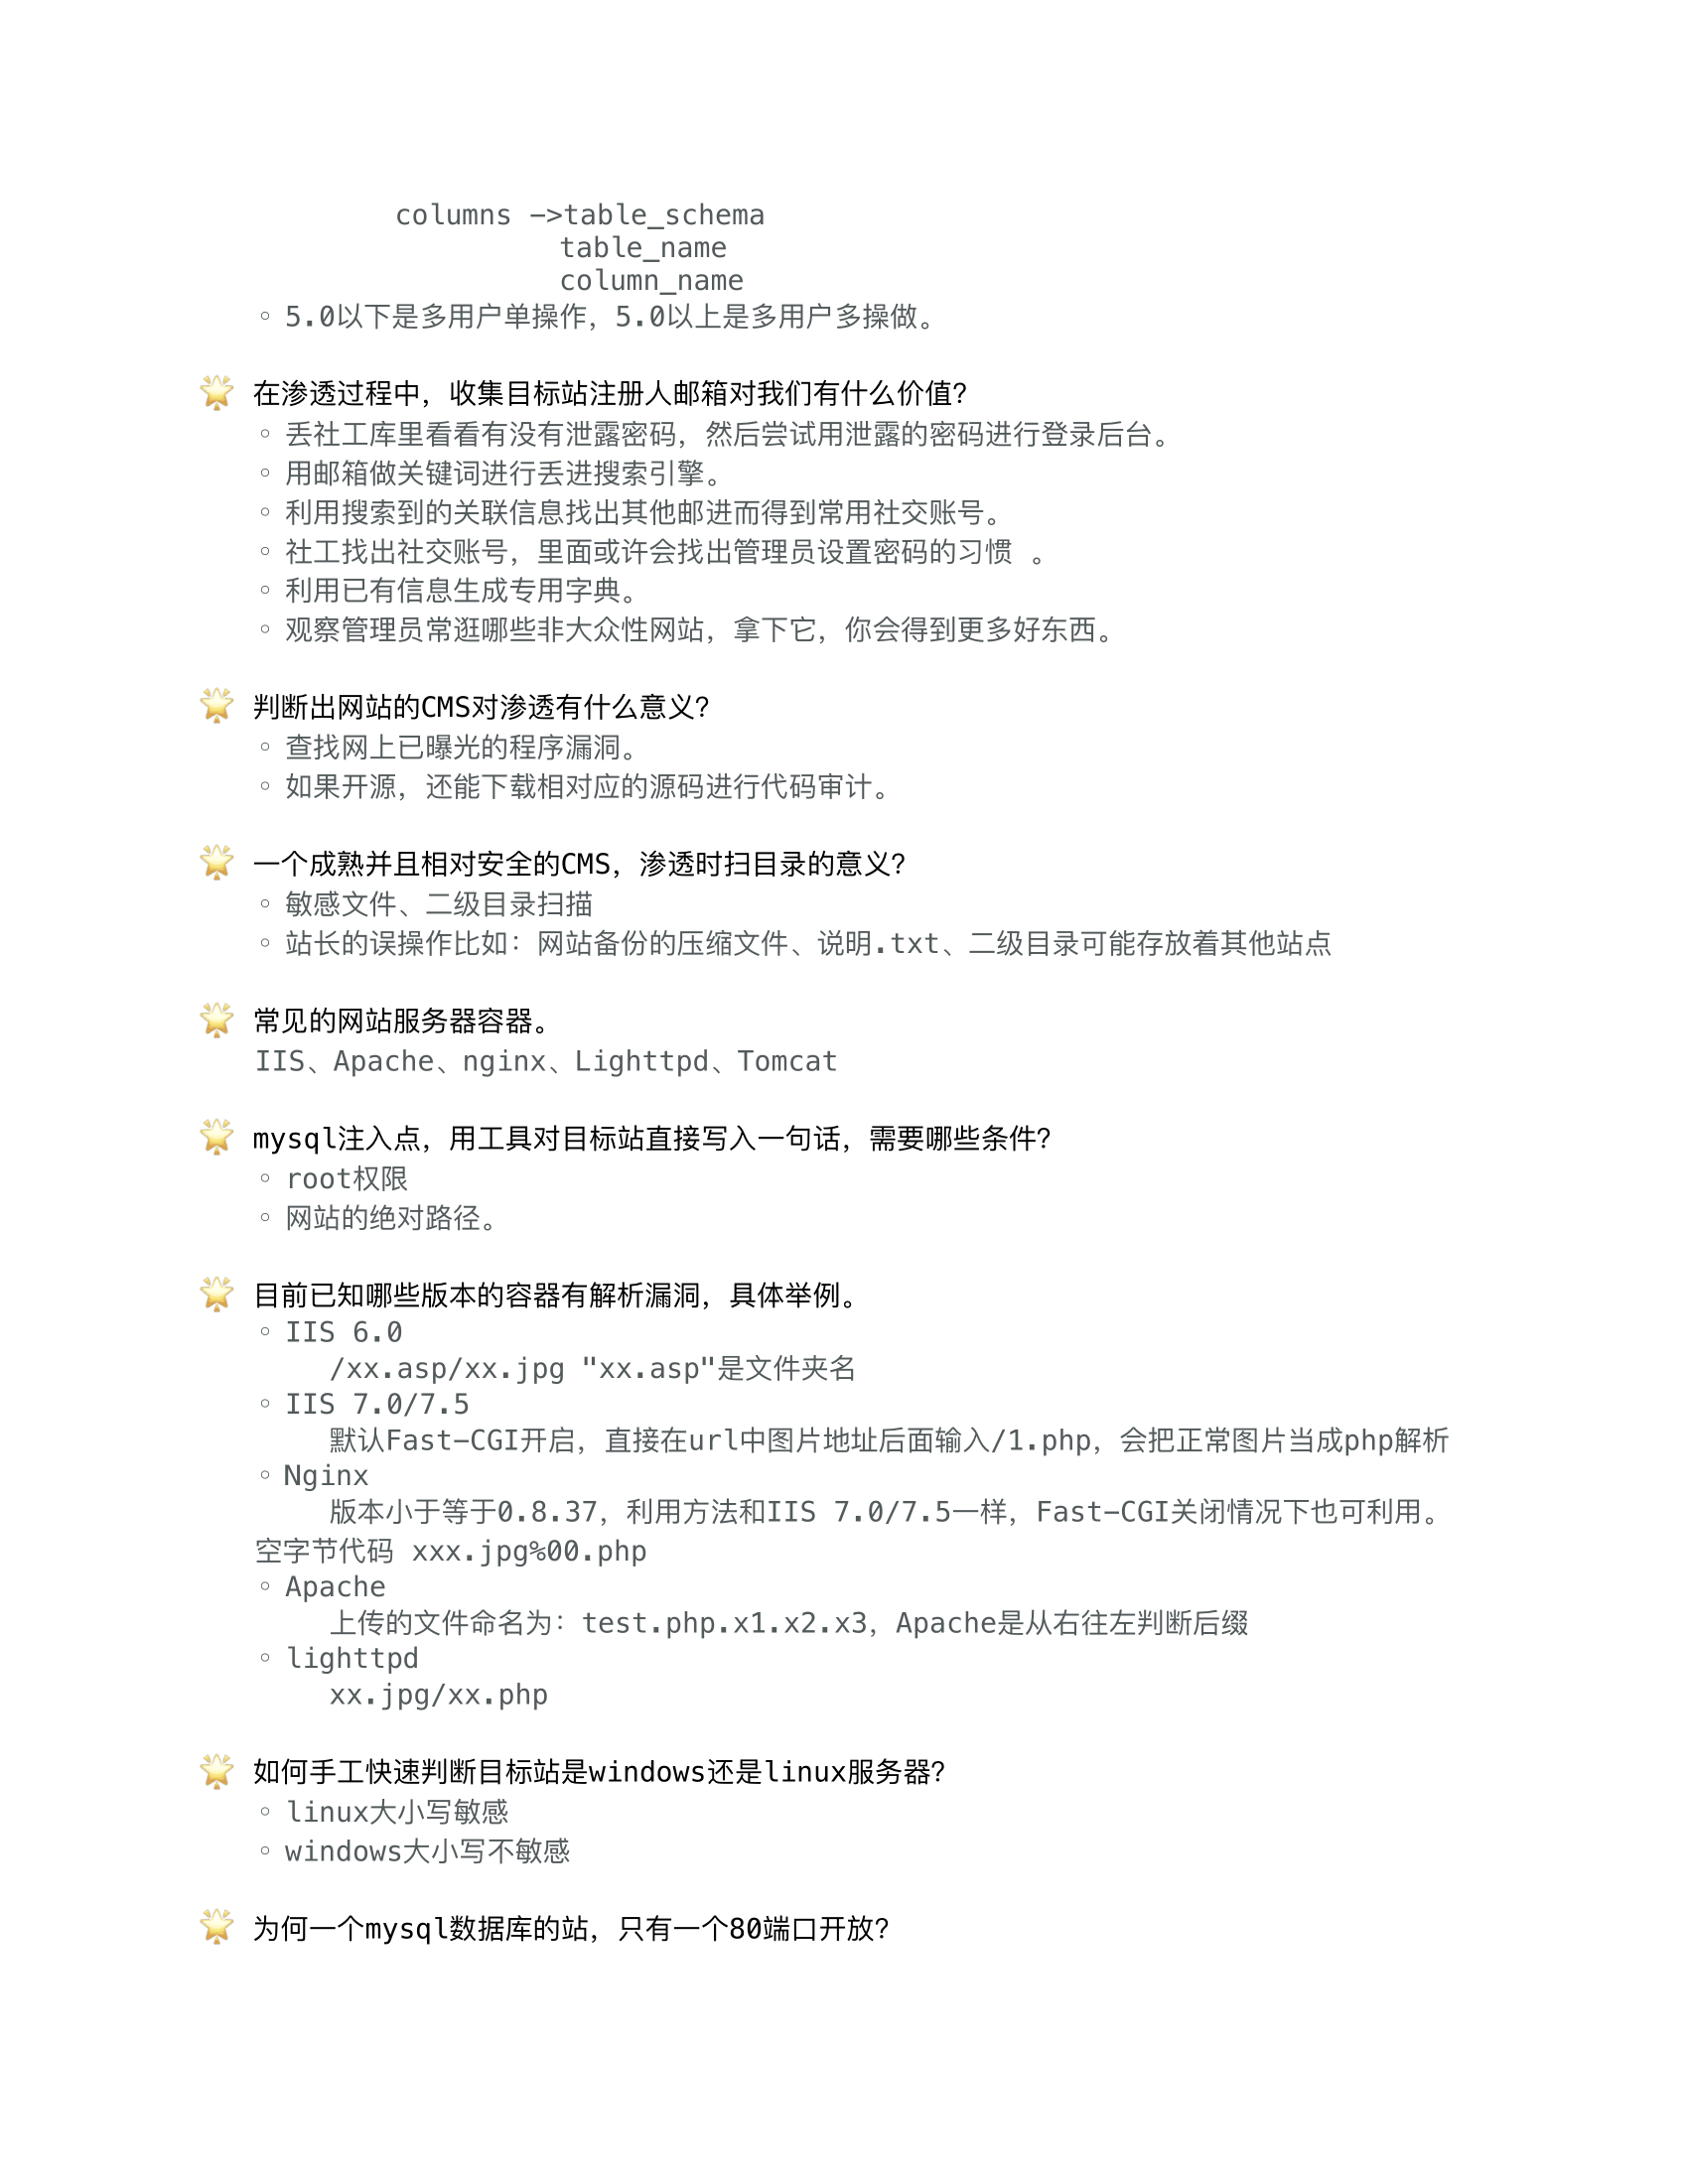 columns ->table_schema
table_name
column_name
◦ 5.0以下是多用户单操作，5.0以上是多用户多操做。
🌟 在渗透过程中，收集目标站注册人邮箱对我们有什么价值？
◦ 丢社工库里看看有没有泄露密码，然后尝试用泄露的密码进行登录后台。
◦ 用邮箱做关键词进行丢进搜索引擎。
◦ 利用搜索到的关联信息找出其他邮进而得到常用社交账号。
◦ 社工找出社交账号，里面或许会找出管理员设置密码的习惯 。
◦ 利用已有信息生成专用字典。
◦ 观察管理员常逛哪些非大众性网站，拿下它，你会得到更多好东西。
🌟 判断出网站的CMS对渗透有什么意义？
◦ 查找网上已曝光的程序漏洞。
◦ 如果开源，还能下载相对应的源码进行代码审计。
🌟 一个成熟并且相对安全的CMS，渗透时扫目录的意义？
◦ 敏感文件、二级目录扫描
◦ 站长的误操作比如：网站备份的压缩文件、说明.txt、二级目录可能存放着其他站点
🌟 常见的网站服务器容器。
IIS、Apache、nginx、Lighttpd、Tomcat
🌟 mysql注入点，用工具对目标站直接写入一句话，需要哪些条件？
◦ root权限
◦ 网站的绝对路径。
🌟 目前已知哪些版本的容器有解析漏洞，具体举例。
◦ IIS 6.0
/xx.asp/xx.jpg "xx.asp"是文件夹名
◦ IIS 7.0/7.5
默认Fast-CGI开启，直接在url中图片地址后面输入/1.php，会把正常图片当成php解析
◦ Nginx
版本小于等于0.8.37，利用方法和IIS 7.0/7.5一样，Fast-CGI关闭情况下也可利用。
空字节代码 xxx.jpg%00.php
◦ Apache
上传的文件命名为：test.php.x1.x2.x3，Apache是从右往左判断后缀
◦ lighttpd
xx.jpg/xx.php
🌟 如何手工快速判断目标站是windows还是linux服务器？
◦ linux大小写敏感
◦ windows大小写不敏感
🌟 为何一个mysql数据库的站，只有一个80端口开放？